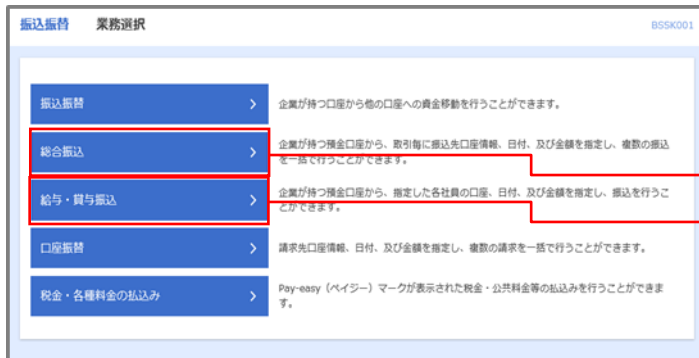 振込振替 業務選択 BSSK001
振込振替 企業が持つ口座から他の口座への資金移動を行うことができます。
総合振込 企業が持つ預金口座から、取引毎に振込先口座情報、日付、及び金額を指定し、複数の振込
を一括で行うことができます。
給与・賞与振込 企業が持つ預金口座から、指定した各社員の口座、日付、及び金額を指定し、振込を行うこ
とができます。
口座振替 請求先口座情報、日付、及び金額を指定し、複数の請求を一括で行うことができます。
税金・各種料金の払込み Pay-easy（ペイジー）マークが表示された税金・公共料金等の払込みを行うことができま
す。